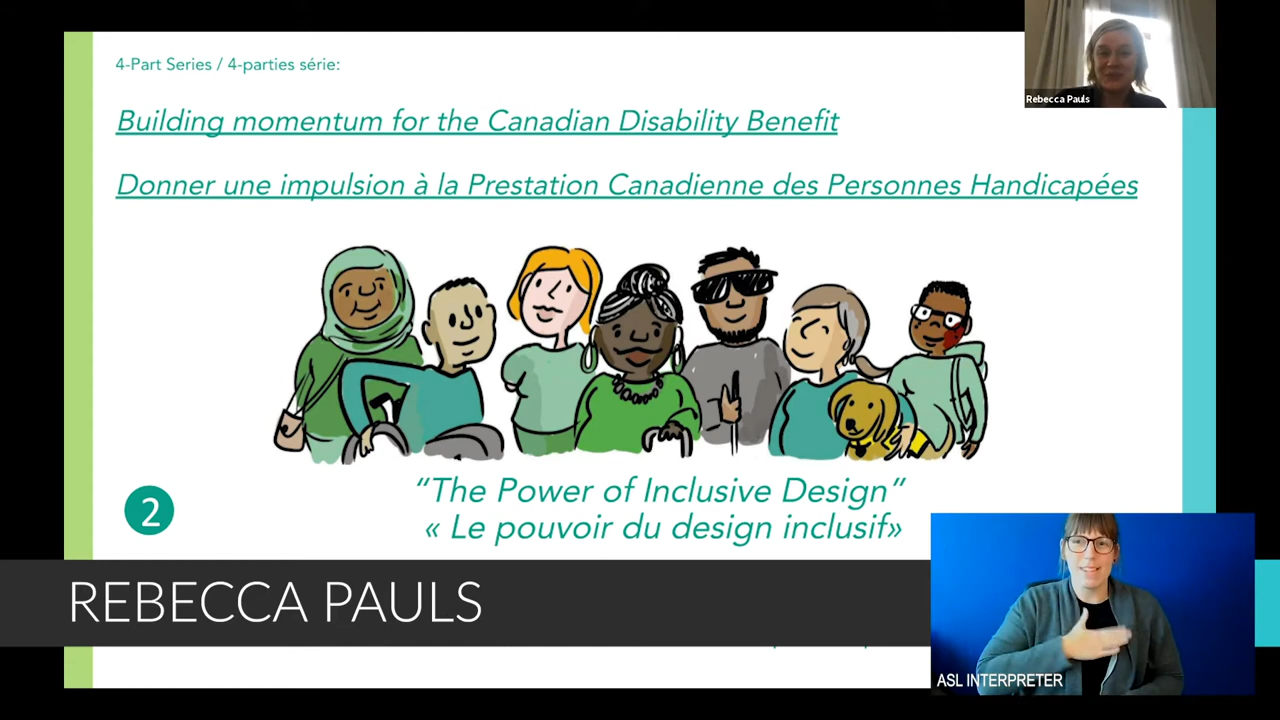 4-Part Series / 4-parties série:
Building momentum for the Canadian Disability Benefit
Donner une impulsion à la Prestation Canadienne des Personnes Handicapées
Rebecca Pauls
“The Power of Inclusive Design”
« Le pouvoir du design inclusif»
2
REBECCA PAULS
ASL INTERPRETER